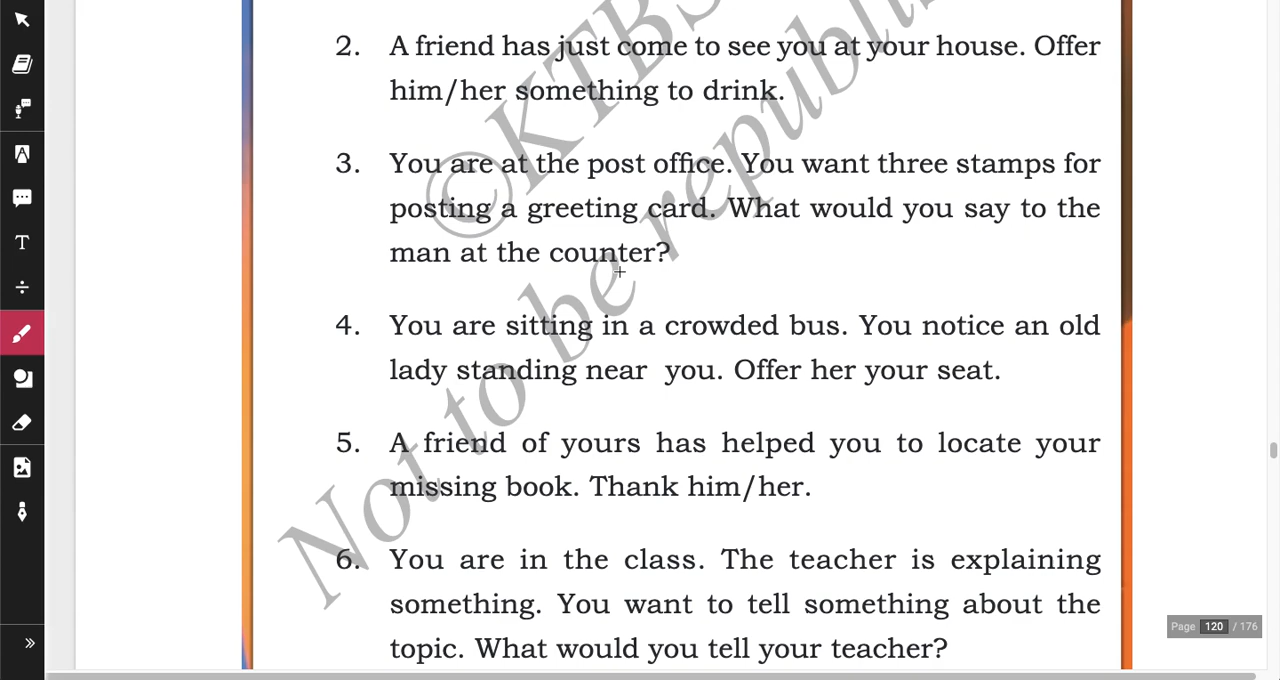 2. A friend has just come to see you at your house. Offer
him/her something to drink.
3. You are at the post office. You want three stamps for
posting a greeting card. What would you say to the
man at the counter?
4. You are sitting in a crowded bus. You notice an old
lady standing near you. Offer her your seat.
5. A friend of yours has helped you to locate your
missing book. Thank him/her.
6. You are in the class. The teacher is explaining
something. You want to tell something about the
topic. What would you tell your teacher?
©KTBS
Not to be republi
Page 120 / 176